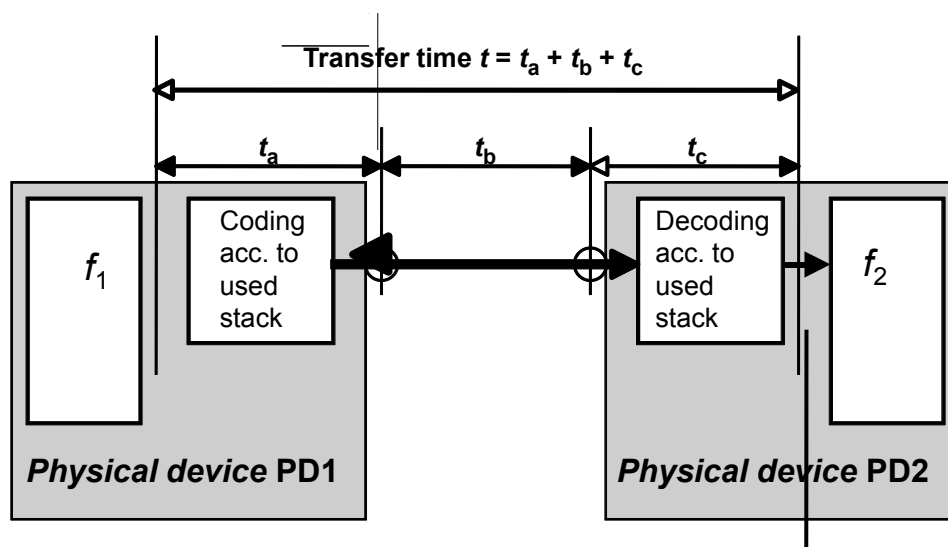 Transfer time t = ta + tb + tc
ta
tb
tc
f1
Coding
acc. to
used
stack
Decoding
acc. to
used
stack
f2
Physical device PD1
Physical device PD2